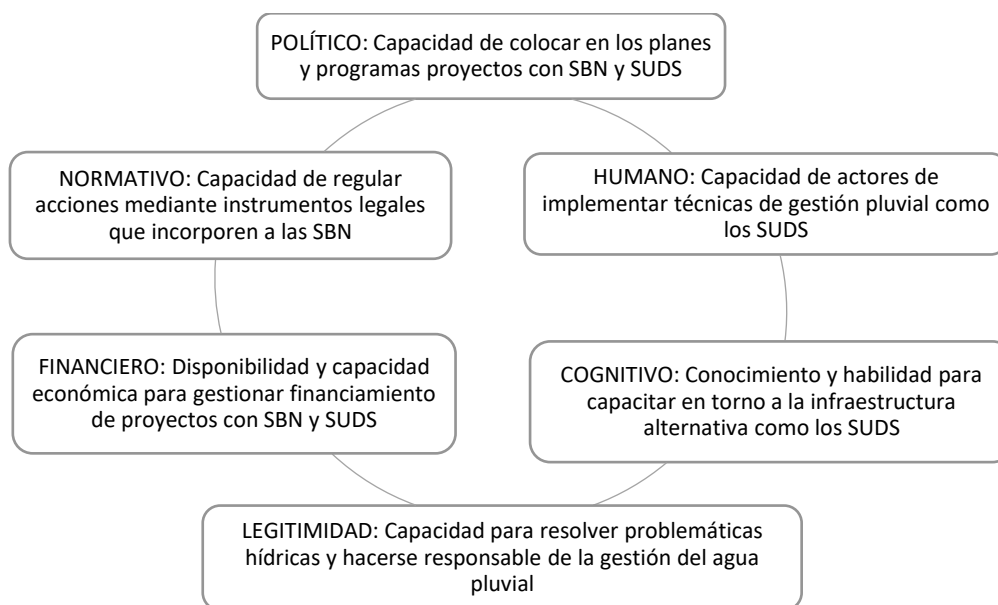 POLÍTICO: Capacidad de colocar en los planes
y programas proyectos con SBN y SUDS
NORMATIVO: Capacidad de regular
acciones mediante instrumentos legales
que incorporen a las SBN
HUMANO: Capacidad de actores de
implementar técnicas de gestión pluvial como
los SUDS
FINANCIERO: Disponibilidad y capacidad
económica para gestionar financiamiento
de proyectos con SBN y SUDS
COGNITIVO: Conocimiento y habilidad para
capacitar en torno a la infraestructura
alternativa como los SUDS
LEGITIMIDAD: Capacidad para resolver problemáticas
hídricas y hacerse responsable de la gestión del agua
pluvial